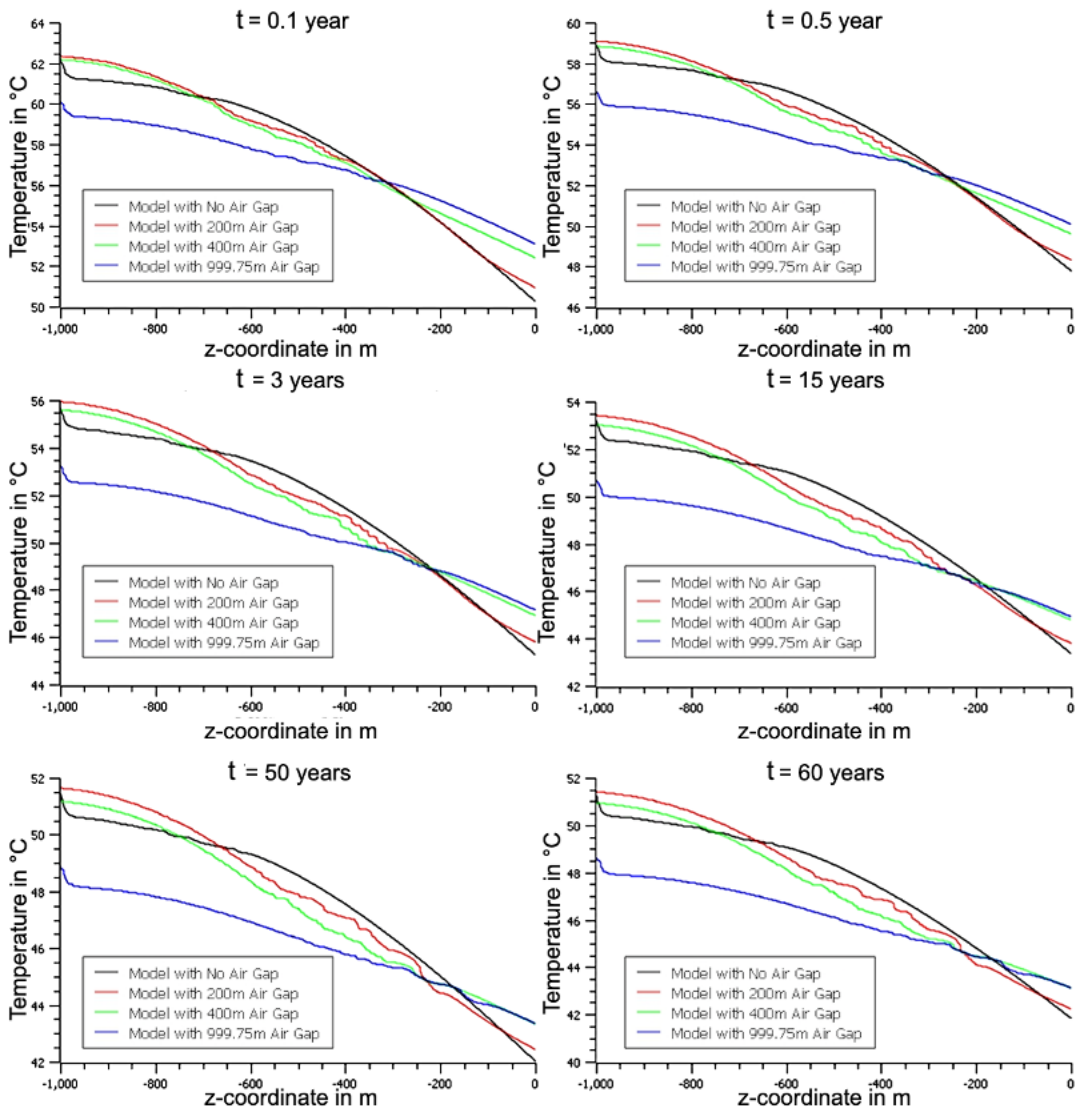 t = 0.1 year
Temperature in °C
64
62
60
58
56
54
52
50
Model with No Air Gap
Model with 200m Air Gap
Model with 400m Air Gap
Model with 999.75m Air Gap
-1,000 -800 -600 -400 -200 0
z-coordinate in m
t = 0.5 year
Temperature in °C
60
58
56
54
52
50
48
46
Model with No Air Gap
Model with 200m Air Gap
Model with 400m Air Gap
Model with 999.75m Air Gap
-1,000 -800 -600 -400 -200 0
z-coordinate in m
t = 3 years
Temperature in °C
56
54
52
50
48
46
44
Model with No Air Gap
Model with 200m Air Gap
Model with 400m Air Gap
Model with 999.75m Air Gap
-1,000 -800 -600 -400 -200 0
z-coordinate in m
t = 15 years
Temperature in °C
54
52
50
48
46
44
42
Model with No Air Gap
Model with 200m Air Gap
Model with 400m Air Gap
Model with 999.75m Air Gap
-1,000 -800 -600 -400 -200 0
z-coordinate in m
t = 50 years
Temperature in °C
52
50
48
46
44
42
Model with No Air Gap
Model with 200m Air Gap
Model with 400m Air Gap
Model with 999.75m Air Gap
-1,000 -800 -600 -400 -200 0
z-coordinate in m
t = 60 years
Temperature in °C
52
50
48
46
44
42
40
Model with No Air Gap
Model with 200m Air Gap
Model with 400m Air Gap
Model with 999.75m Air Gap
-1,000 -800 -600 -400 -200 0
z-coordinate in m